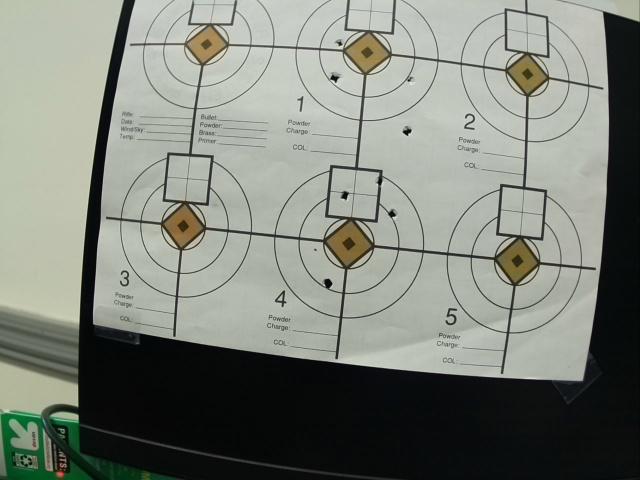 Rifle:
Date:
Wind/Sky:
Temp:
Bullet:
Powder:
Brass:
Primer
1
Powder
Charge:
COL:
2
Powder
Charge:
COL:
3
Powder
Charge:
COL:
4
Powder
Charge:
COL:
5
Powder
Charge:
COL: